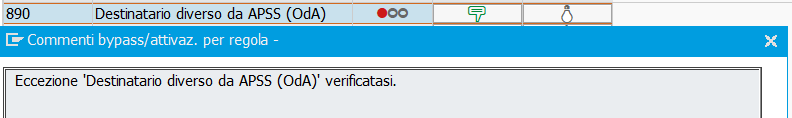 890 Destinatario diverso da APSS (OdA)
Commenti bypass/attivaz. per regola -
Eccezione 'Destinatario diverso da APSS (OdA)' verificatasi.